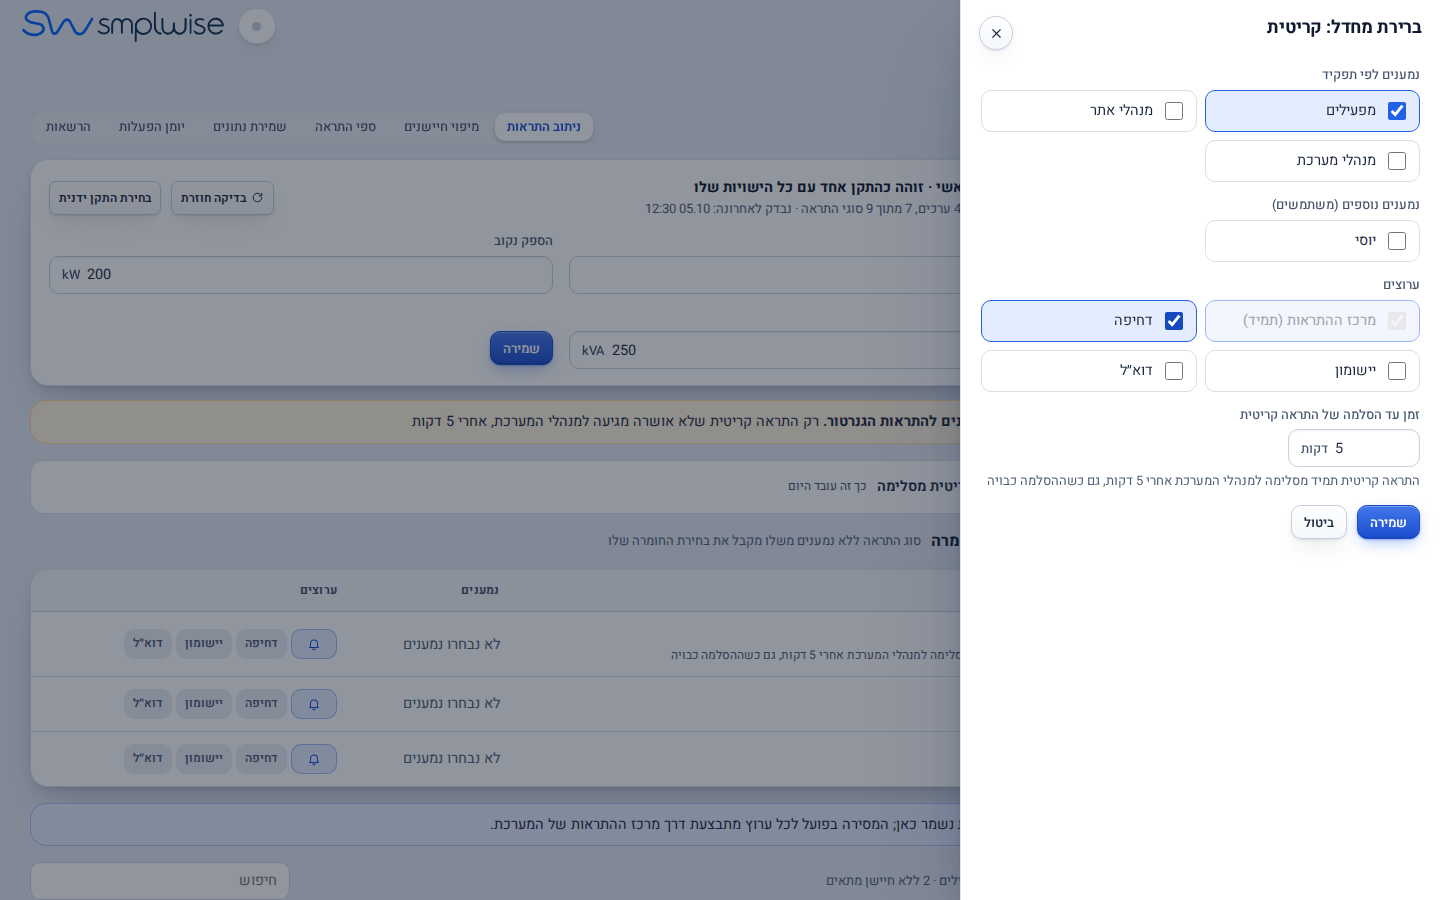 smplwise
ניתוב התראות
מיפוי חיישנים
ספי התראה
שמירת נתונים
יומן הפעלות
הרשאות
זוהה כהתקן אחד עם כל הישויות שלו
4 ערכים, 7 מתוך 9 סוגי התראה · נבדק לאחרונה: 05.10 12:30
בדיקה חוזרת
בחירת התקן ידנית
הספק נקוב
200 kW
250 kVA
שמירה
להתראות הגנרטור. רק התראה קריטית שלא אושרה מגיעה למנהלי המערכת, אחרי 5 דקות
מסלימה
כך זה עובד היום
סוג התראה ללא נמענים משלו מקבל את בחירת החומרה שלו
נמענים
ערוצים
למנהלי המערכת אחרי 5 דקות, גם כשההסלמה כבויה
לא נבחרו נמענים
דחיפה
יישומון
דוא״ל
לא נבחרו נמענים
דחיפה
יישומון
דוא״ל
לא נבחרו נמענים
דחיפה
יישומון
דוא״ל
נשמר כאן; המסירה בפועל לכל ערוץ מתבצעת דרך מרכז ההתראות של המערכת.
· 2 ללא חיישן מתאים
חיפוש
ברירת מחדל: קריטית
נמענים לפי תפקיד
מפעילים
מנהלי אתר
מנהלי מערכת
נמענים נוספים (משתמשים)
יוסי
ערוצים
מרכז ההתראות (תמיד)
דחיפה
יישומון
דוא״ל
זמן עד הסלמה של התראה קריטית
5 דקות
התראה קריטית תמיד מסלימה למנהלי המערכת אחרי 5 דקות, גם כשההסלמה כבויה
שמירה
ביטול